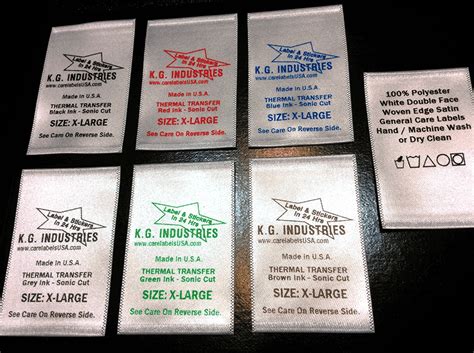 Label & Stickers
In 24 Hrs
K.G. INDUSTRIES
www.carelabelsUSA.com
Made in U.S.A.
THERMAL TRANSFER
Black Ink - Sonic Cut
SIZE: X-LARGE
See Care On Reverse Side.
Label & Stickers
In 24 Hrs
K.G. INDUSTRIES
www.carelabelsUSA.com
Made in U.S.A.
THERMAL TRANSFER
Red Ink - Sonic Cut
SIZE: X-LARGE
See Care On Reverse Side.
Label & Stickers
In 24 Hrs
K.G. INDUSTRIES
www.carelabelsUSA.com
Made in U.S.A.
THERMAL TRANSFER
Blue Ink - Sonic Cut
SIZE: X-LARGE
See Care On Reverse Side.
100% Polyester
White Double Face
Woven Edge Satin
General Care Labels
Hand / Machine Wash
or Dry Clean
Label & Stickers
In 24 Hrs
K.G. INDUSTRIES
www.carelabelsUSA.com
Made in U.S.A.
THERMAL TRANSFER
Grey Ink - Sonic Cut
SIZE: X-LARGE
See Care On Reverse Side.
Label & Stickers
In 24 Hrs
K.G. INDUSTRIES
www.carelabelsUSA.com
Made in U.S.A.
THERMAL TRANSFER
Green Ink - Sonic Cut
SIZE: X-LARGE
See Care On Reverse Side.
Label & Stickers
In 24 Hrs
K.G. INDUSTRIES
www.carelabelsUSA.com
Made in U.S.A.
THERMAL TRANSFER
Brown Ink - Sonic Cut
SIZE: X-LARGE
See Care On Reverse Side.